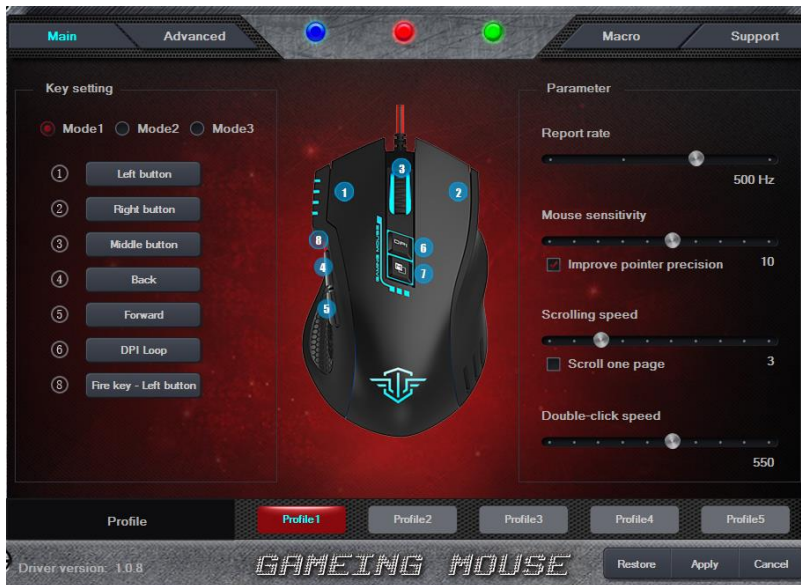 Main
Advanced
Macro
Support
Key setting
Mode1
Mode2
Mode3
1 Left button
2 Right button
3 Middle button
4 Back
5 Forward
6 DPI Loop
8 Fire key - Left button
1
2
3
8
4
5
6
7
DPI
Parameter
Report rate
500 Hz
Mouse sensitivity
Improve pointer precision 10
Scrolling speed
Scroll one page 3
Double-click speed
550
Profile
Profile1
Profile2
Profile3
Profile4
Profile5
Driver version: 1.0.8
GAMEING MOUSE
Restore
Apply
Cancel